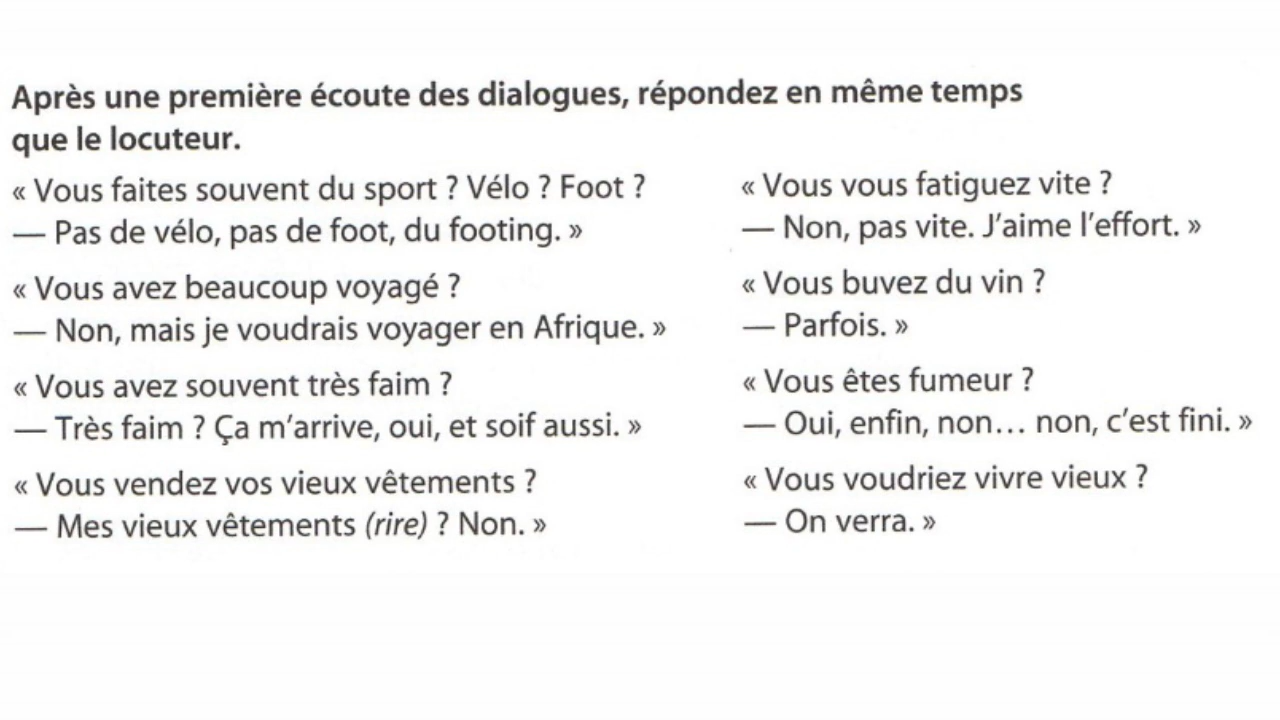 Après une première écoute des dialogues, répondez en même temps
que le locuteur.
« Vous faites souvent du sport ? Vélo ? Foot ?
— Pas de vélo, pas de foot, du footing. »
« Vous avez beaucoup voyagé ?
— Non, mais je voudrais voyager en Afrique. »
« Vous avez souvent très faim ?
— Très faim ? Ça m'arrive, oui, et soif aussi. »
« Vous vendez vos vieux vêtements ?
— Mes vieux vêtements (rire) ? Non. »
« Vous vous fatiguez vite ?
— Non, pas vite. J'aime l'effort. »
« Vous buvez du vin ?
— Parfois. »
« Vous êtes fumeur ?
— Oui, enfin, non… non, c'est fini. »
« Vous voudriez vivre vieux ?
— On verra. »